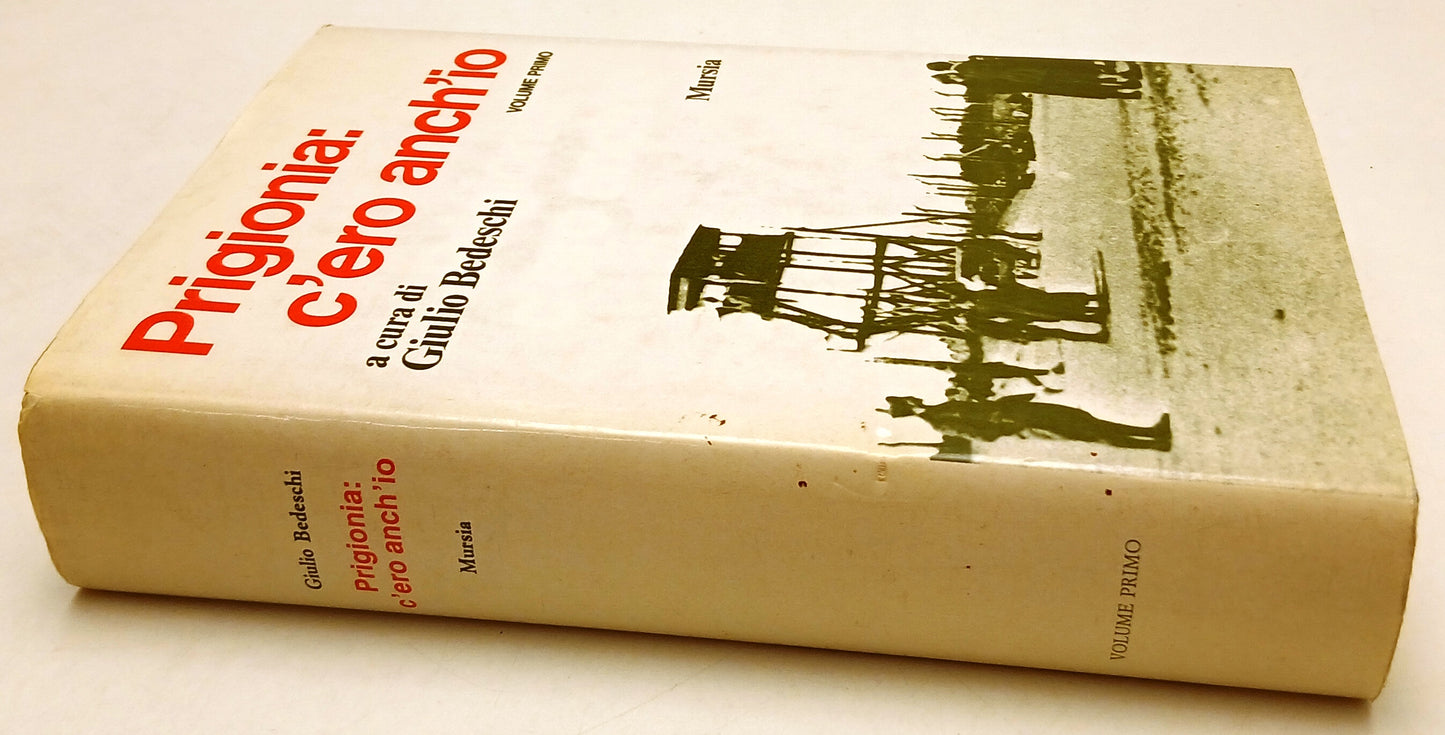 Prigionia:
c'ero anch'io
VOLUME PRIMO
a cura di
Giulio Bedeschi
Mursia
Giulio Bedeschi
Prigionia:
c'ero anch'io
Mursia
VOLUME PRIMO